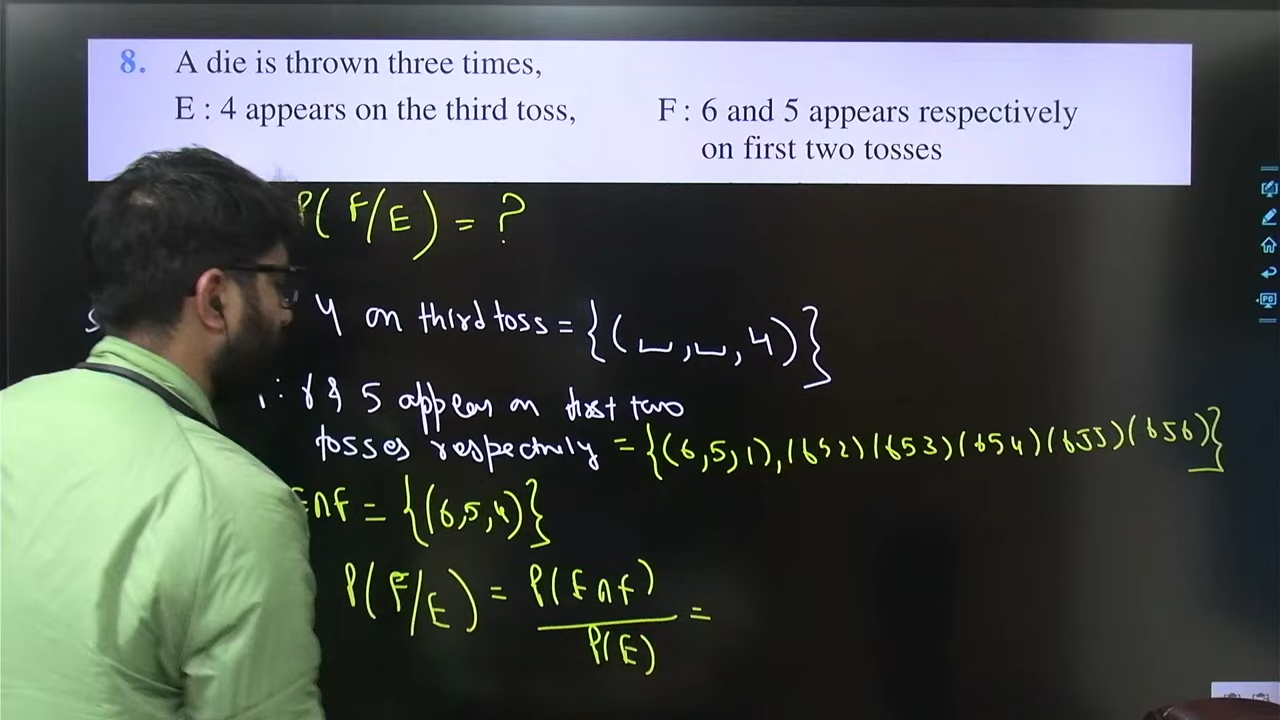 8. A die is thrown three times,
E : 4 appears on the third toss, F : 6 and 5 appears respectively
on first two tosses
P(F/E) = ?
4 on third toss = {(_,_,4)}
5 appear on first two
tosses respectively = {(6,5,1),(652)(653)(654)(655)(656)}
E∩F = {(6,5,4)}
P(F/E) = P(E∩F)/P(E) =